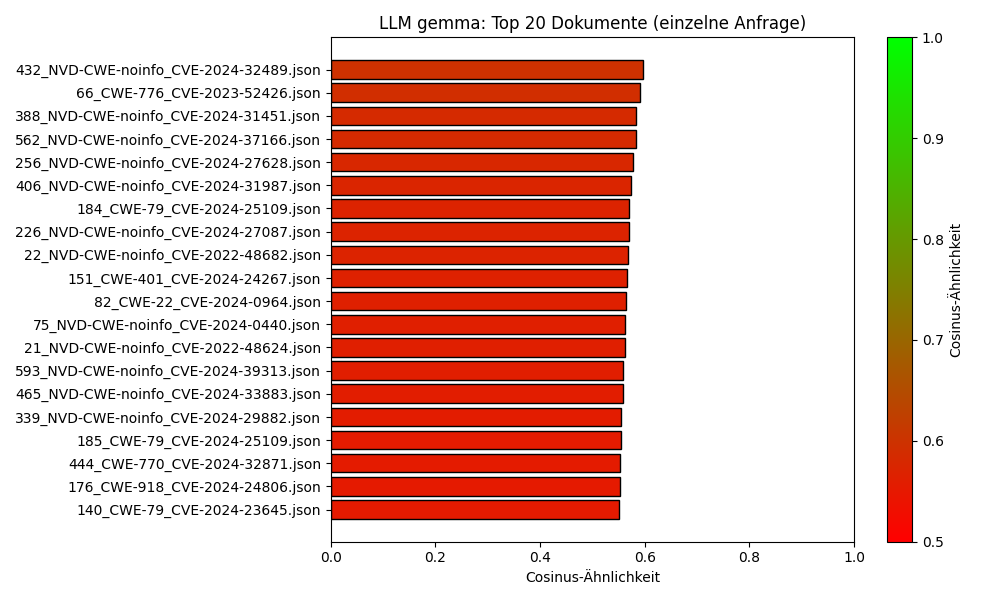 LLM gemma: Top 20 Dokumente (einzelne Anfrage)
432_NVD-CWE-noinfo_CVE-2024-32489.json
66_CWE-776_CVE-2023-52426.json
388_NVD-CWE-noinfo_CVE-2024-31451.json
562_NVD-CWE-noinfo_CVE-2024-37166.json
256_NVD-CWE-noinfo_CVE-2024-27628.json
406_NVD-CWE-noinfo_CVE-2024-31987.json
184_CWE-79_CVE-2024-25109.json
226_NVD-CWE-noinfo_CVE-2024-27087.json
22_NVD-CWE-noinfo_CVE-2022-48682.json
151_CWE-401_CVE-2024-24267.json
82_CWE-22_CVE-2024-0964.json
75_NVD-CWE-noinfo_CVE-2024-0440.json
21_NVD-CWE-noinfo_CVE-2022-48624.json
593_NVD-CWE-noinfo_CVE-2024-39313.json
465_NVD-CWE-noinfo_CVE-2024-33883.json
339_NVD-CWE-noinfo_CVE-2024-29882.json
185_CWE-79_CVE-2024-25109.json
444_CWE-770_CVE-2024-32871.json
176_CWE-918_CVE-2024-24806.json
140_CWE-79_CVE-2024-23645.json
0.0 0.2 0.4 0.6 0.8 1.0
Cosinus-Ähnlichkeit
1.0
0.9
0.8
0.7
0.6
0.5
Cosinus-Ähnlichkeit